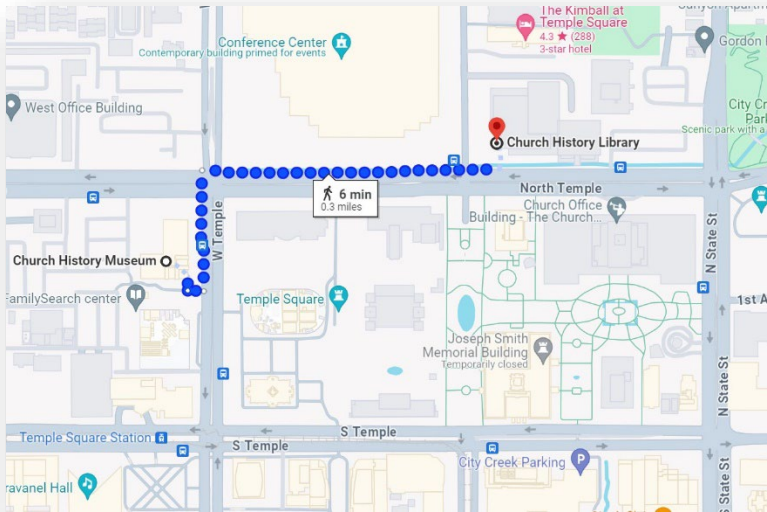 The Kimball at
Temple Square
4.3 ★ (288)
3-star hotel
Gordon
Conference Center
Contemporary building primed for events
West Office Building
City Cr
Scenic park with a
Church History Library
6 min
0.3 miles
North Temple
Church Office
Building - The Church...
W Temple
N State St
Church History Museum
FamilySearch center
Temple Square
1st A
Joseph Smith
Memorial Building
Temporarily closed
N State St
Temple Square Station
S Temple
S Temple
City Creek Parking
P
ravanel Hall
S State St